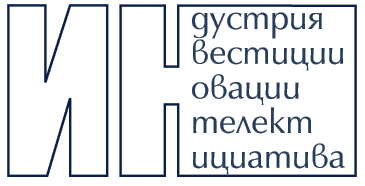 ИН
дустрия
вестиции
овации
телект
ициатива